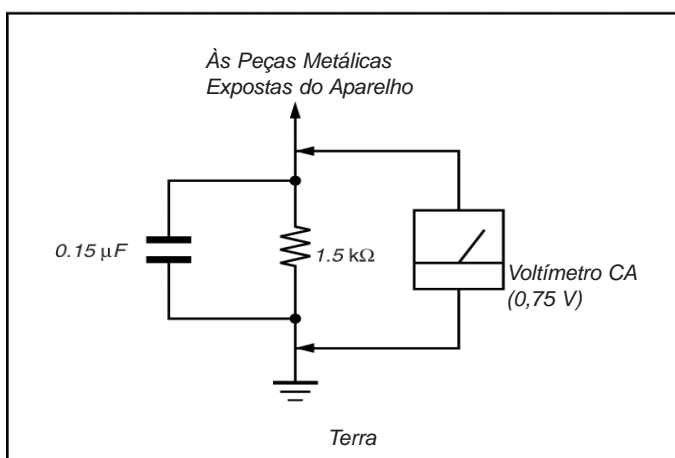 Às Peças Metálicas
Expostas do Aparelho
0.15 μF
1.5 kΩ
Voltímetro CA
(0,75 V)
Terra